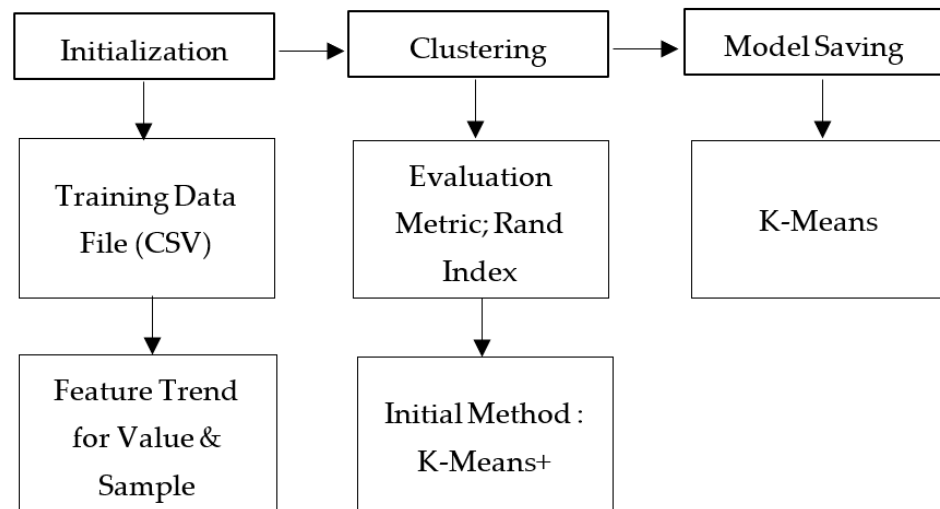 Initialization
Clustering
Model Saving
Training Data
File (CSV)
Evaluation
Metric; Rand
Index
K-Means
Feature Trend
for Value &
Sample
Initial Method :
K-Means+